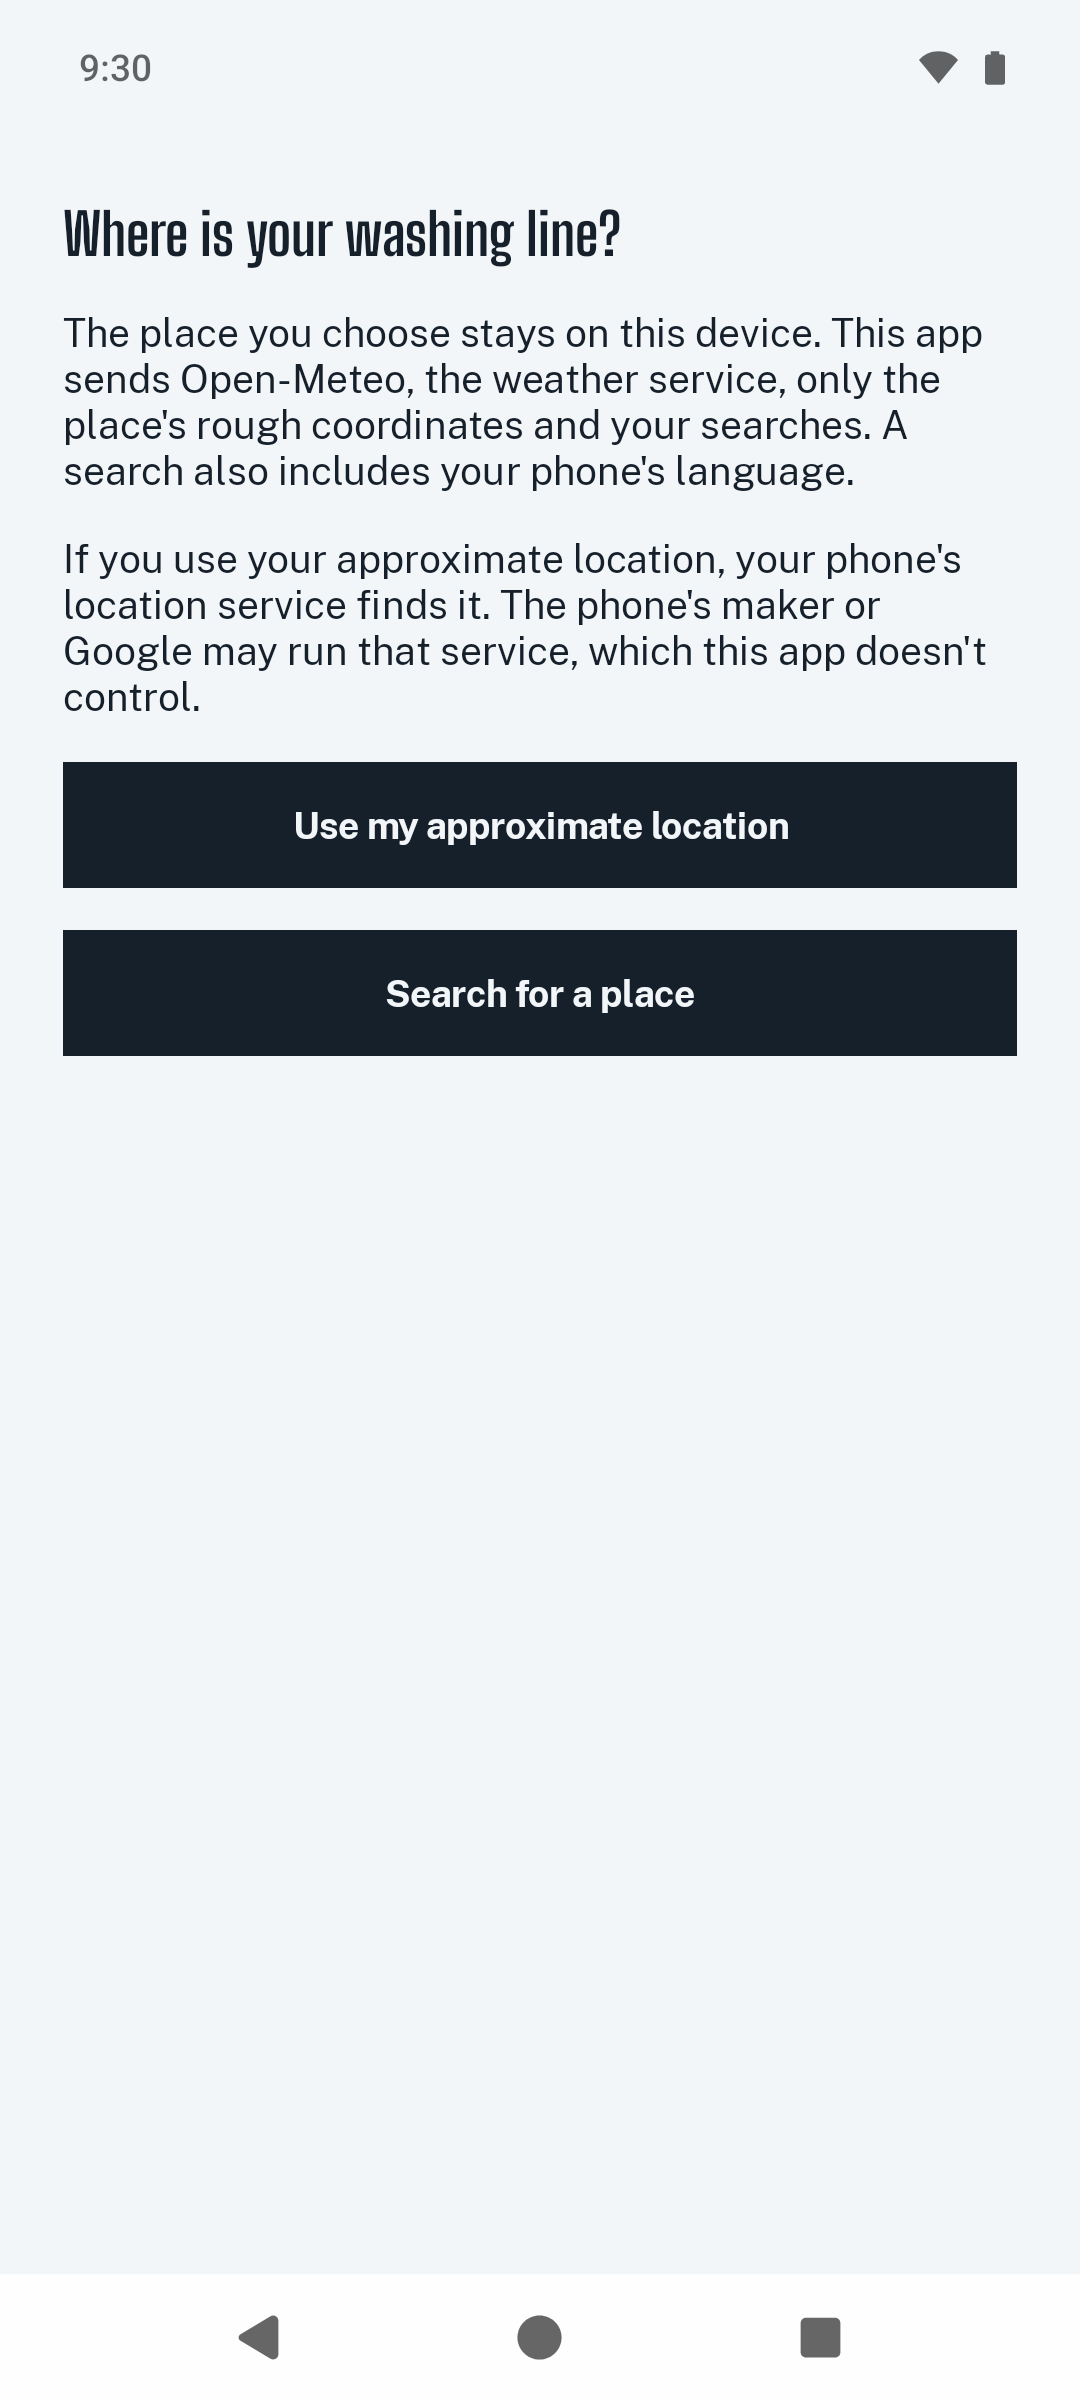 9:30
Where is your washing line?
The place you choose stays on this device. This app
sends Open-Meteo, the weather service, only the
place's rough coordinates and your searches. A
search also includes your phone's language.
If you use your approximate location, your phone's
location service finds it. The phone's maker or
Google may run that service, which this app doesn't
control.
Use my approximate location
Search for a place